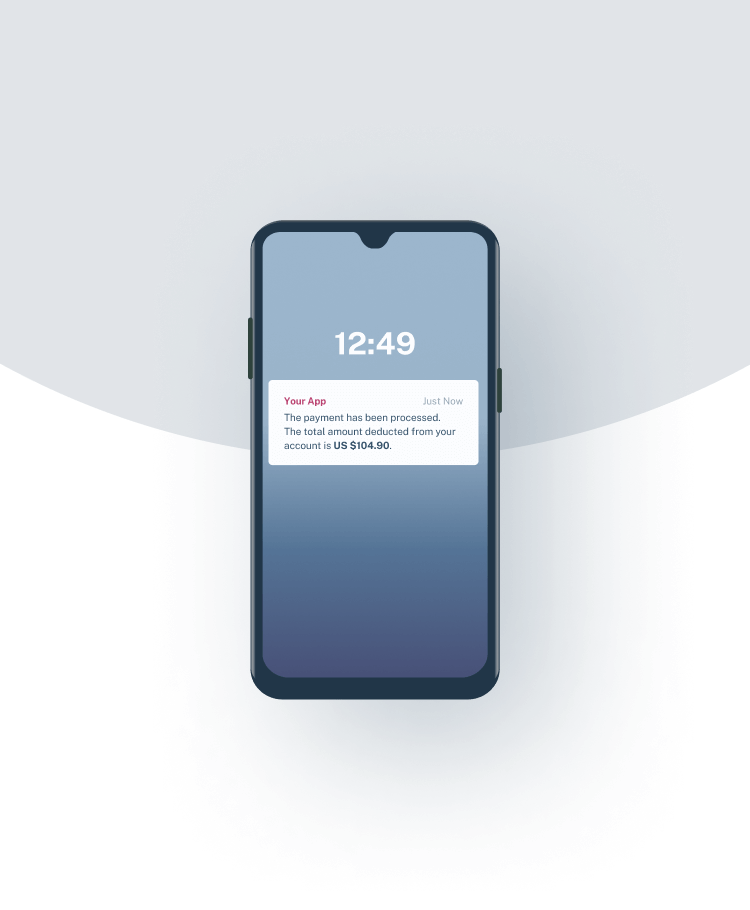 12:49
Your App Just Now
The payment has been processed.
The total amount deducted from your
account is US $104.90.